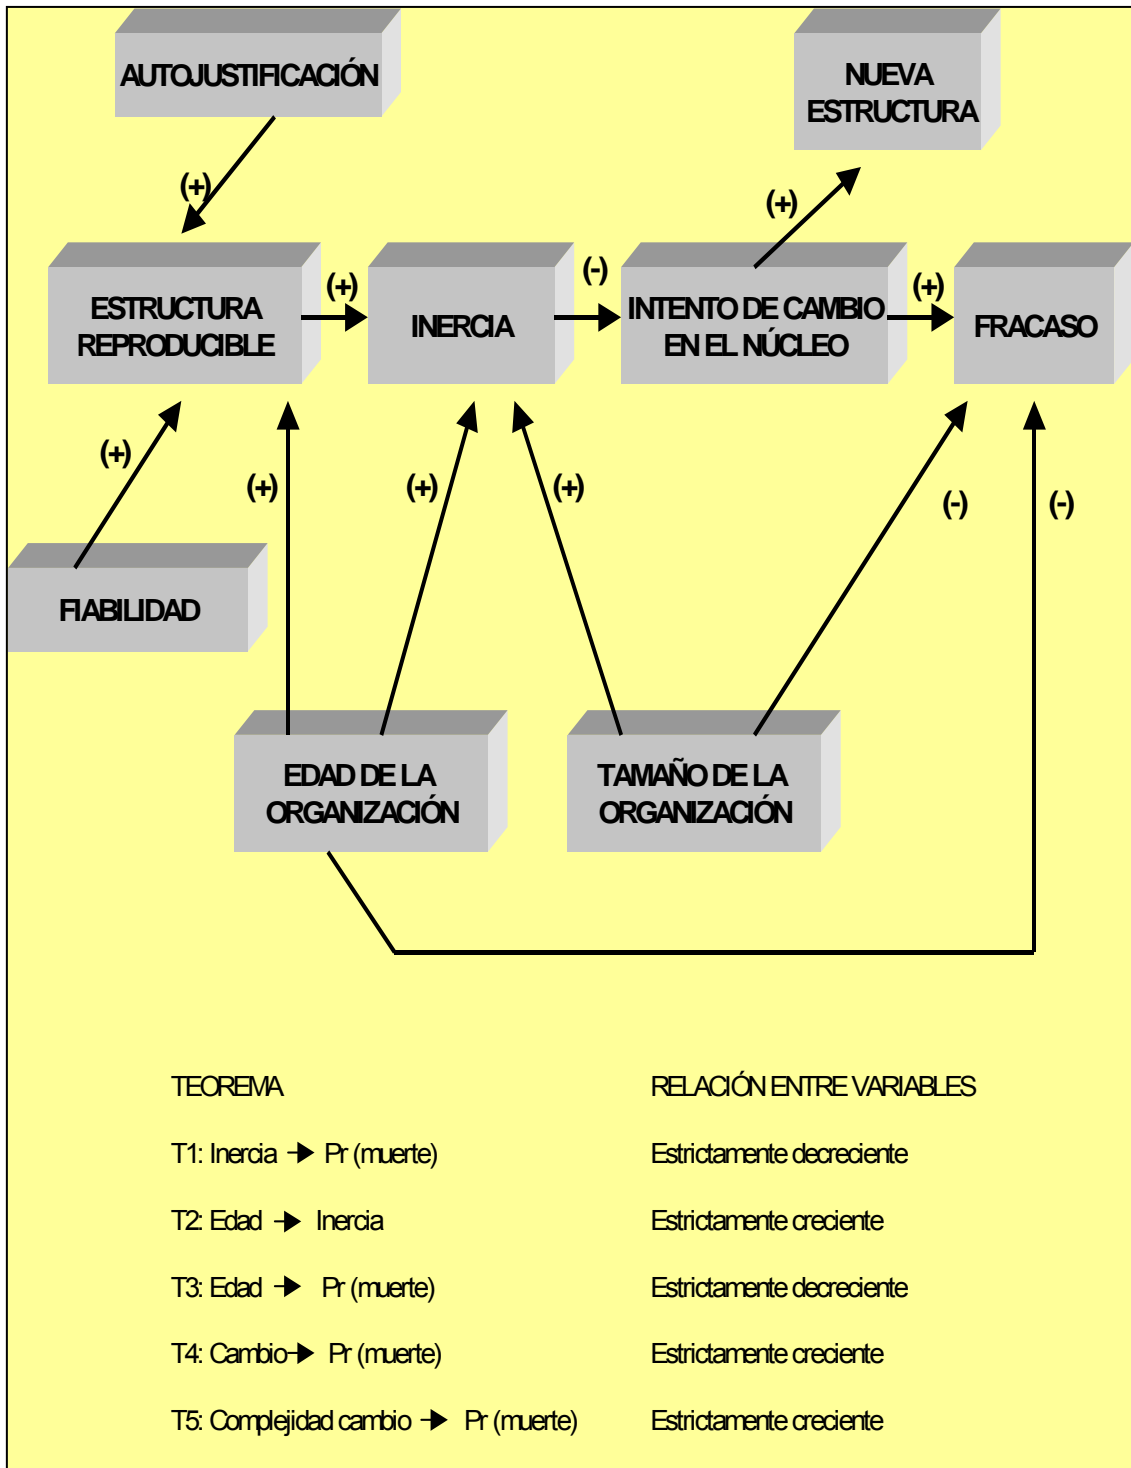 AUTOJUSTIFICACIÓN
NUEVA
ESTRUCTURA
(+)
(+)
ESTRUCTURA
REPRODUCIBLE
(+)
INERCIA
(-)
INTENTO DE CAMBIO
EN EL NÚCLEO
(+)
FRACASO
(+)
(+)
(+)
(+)
(-)
(-)
FIABILIDAD
EDAD DE LA
ORGANIZACIÓN
TAMAÑO DE LA
ORGANIZACIÓN
TEOREMA
RELACIÓN ENTRE VARIABLES
T1: Inercia → Pr (muerte)
Estrictamente decreciente
T2: Edad → Inercia
Estrictamente creciente
T3: Edad → Pr (muerte)
Estrictamente decreciente
T4: Cambio → Pr (muerte)
Estrictamente creciente
T5: Complejidad cambio → Pr (muerte)
Estrictamente creciente